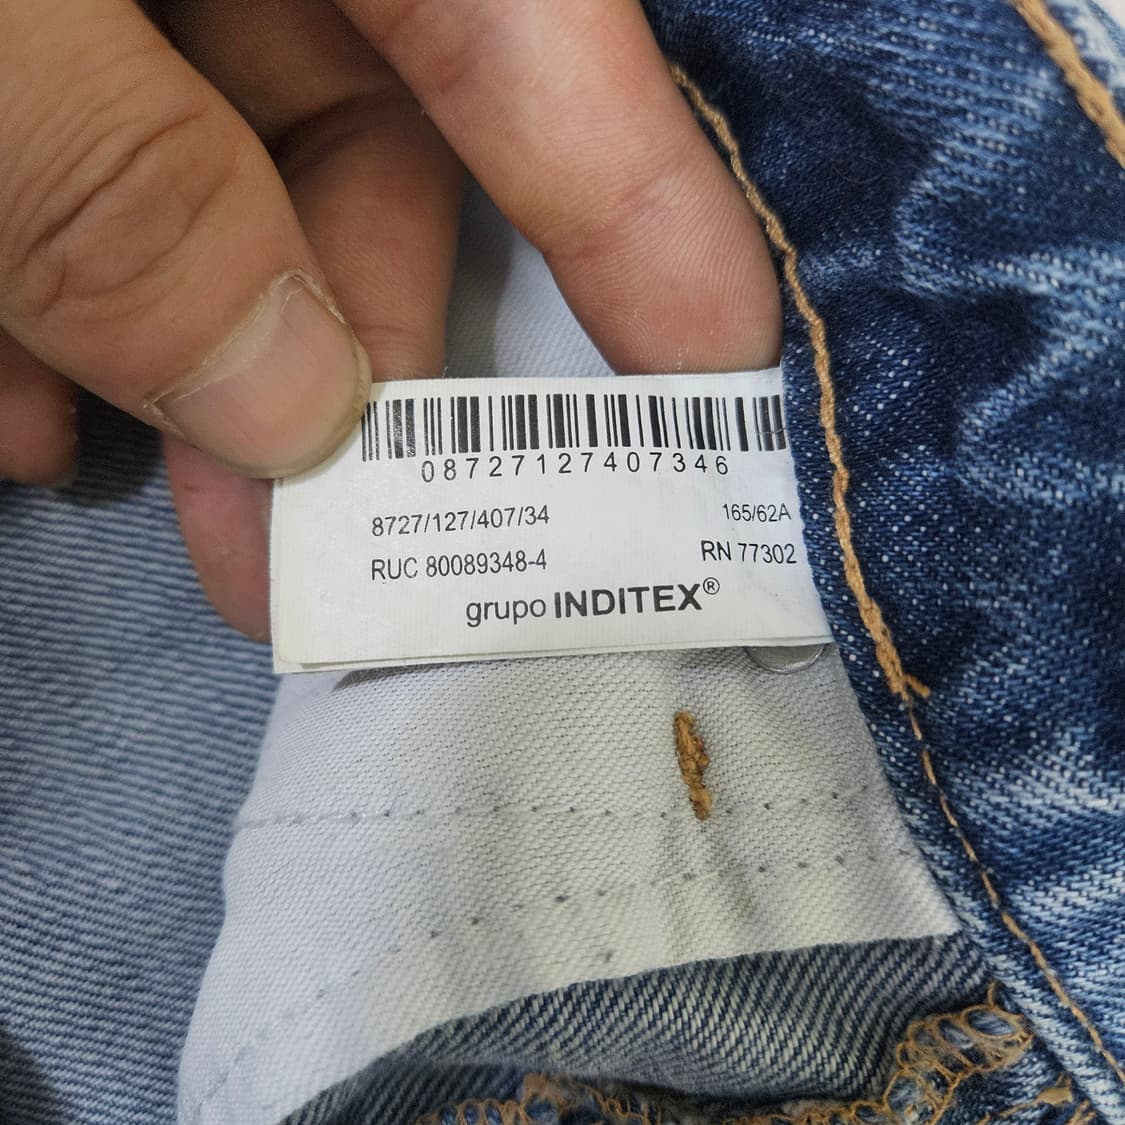 08727127407346
8727/127/407/34 165/62A
RUC 80089348-4 RN 77302
grupo INDITEX®